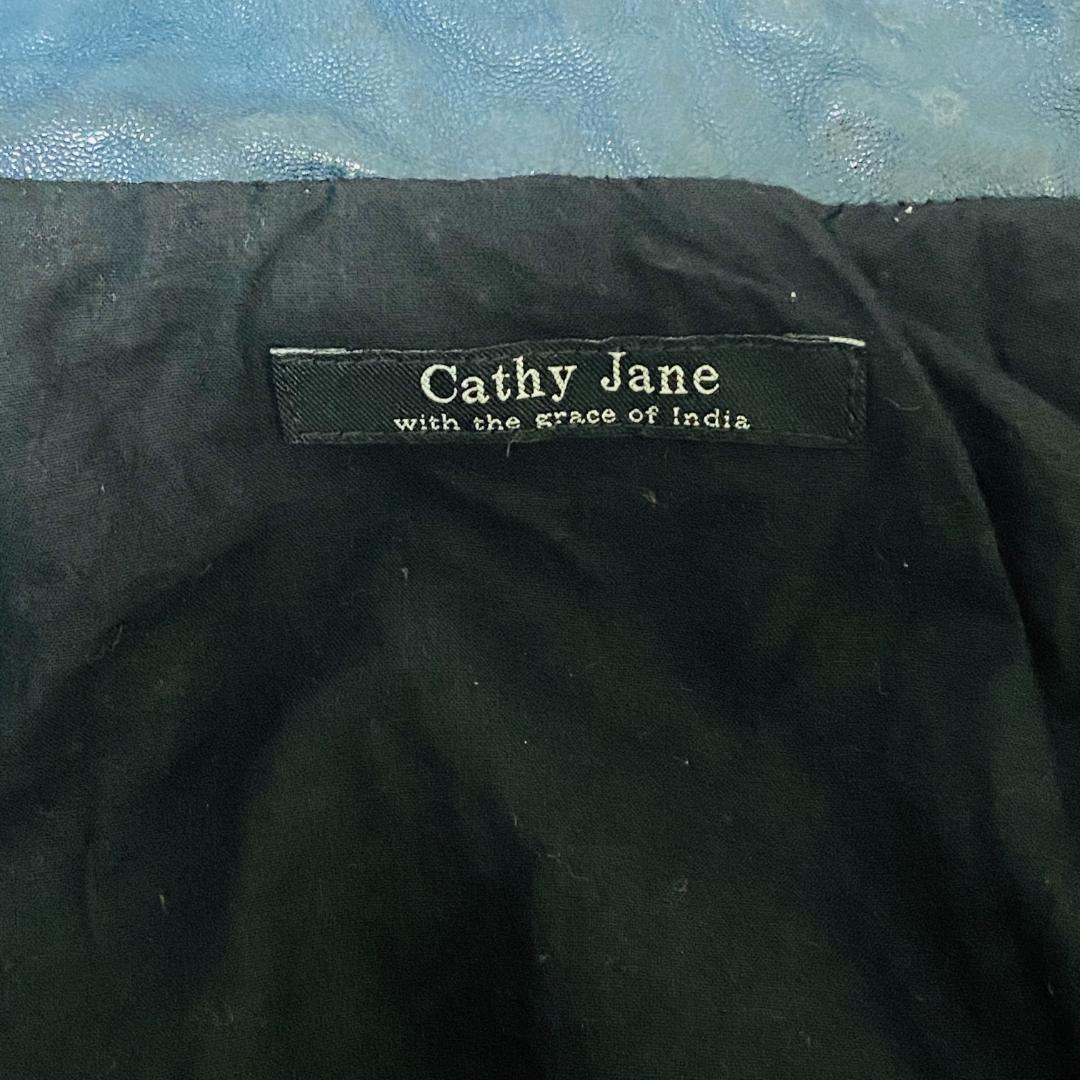 Cathy Jane
with the grace of India